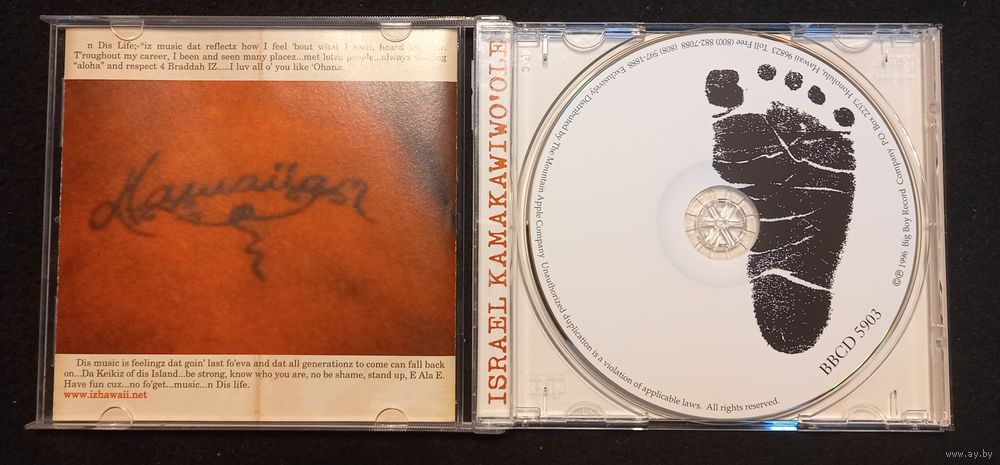 n Dis Life;-"iz music dat reflectz how I feel 'bout what I seen, heard
T'roughout my career, I been and seen many placez...met lotza people...always sharing
"aloha" and respect 4 Braddah IZ.....I luv all o' you like 'Ohana.
Hawaiian
Dis music is feelingz dat goin' last fo'eva and dat all generationz to come can fall back
on...Da Keikiz of dis Island...be strong, know who you are, no be shame, stand up, E Ala E.
Have fun cuz...no fo'get...music...n Dis life.
www.izhawaii.net
ISRAEL KAMAKAWIWO'OLE
©℗ 1996 Big Boy Record Company PO Box 22373 Honolulu, Hawaii 96823 Toll Free (800) 882-7088 (808) 597-1888 Exclusively Distributed by The Mountain Apple Company Unauthorized duplication is a violation of applicable laws. All rights reserved.
BBCD 5903
www.ay.by